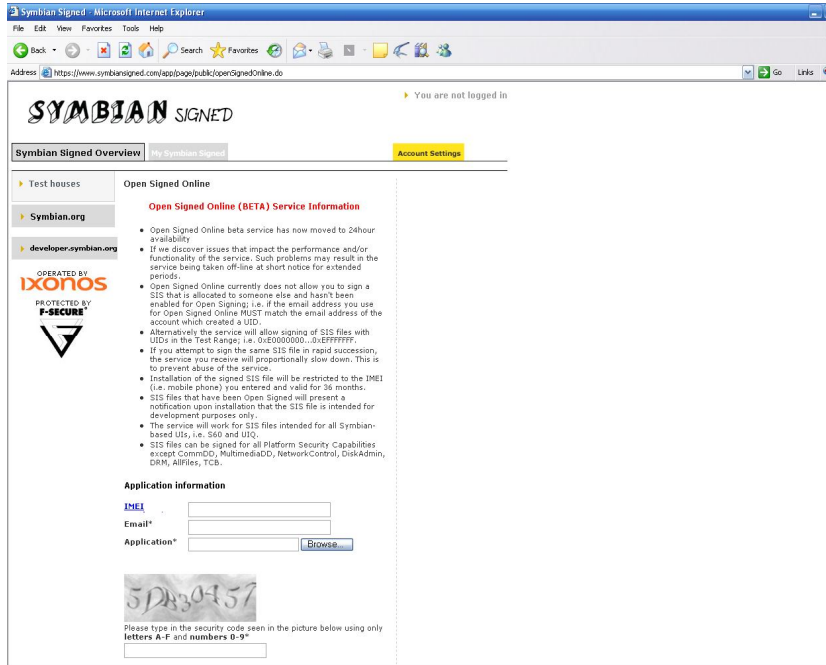 Symbian Signed - Microsoft Internet Explorer
File Edit View Favorites Tools Help
Back Search Favorites
Address https://www.symbiansigned.com/app/page/public/openSignedOnline.do Go Links
You are not logged in
SYMBIAN SIGNED
Symbian Signed Overview My Symbian Signed Account Settings
Test houses
Symbian.org
developer.symbian.org
OPERATED BY
IXONOS
PROTECTED BY
F-SECURE
Open Signed Online
Open Signed Online (BETA) Service Information
Open Signed Online beta service has now moved to 24hour
availability
If we discover issues that impact the performance and/or
functionality of the service. Such problems may result in the
service being taken off-line at short notice for extended
periods.
Open Signed Online currently does not allow you to sign a
SIS that is allocated to someone else and hasn't been
enabled for Open Signing; i.e. if the email address you use
for Open Signed Online MUST match the email address of the
account which created a UID.
Alternatively the service will allow signing of SIS files with
UIDs in the Test Range; i.e. 0xE0000000...0xEFFFFFFF.
If you attempt to sign the same SIS file in rapid succession,
the service you receive will proportionally slow down. This is
to prevent abuse of the service.
Installation of the signed SIS file will be restricted to the IMEI
(i.e. mobile phone) you entered and valid for 36 months.
SIS files that have been Open Signed will present a
notification upon installation that the SIS file is intended for
development purposes only.
The service will work for SIS files intended for all Symbian-
based UIs, i.e. S60 and UIQ.
SIS files can be signed for all Platform Security Capabilities
except CommDD, MultimediaDD, NetworkControl, DiskAdmin,
DRM, AllFiles, TCB.
Application information
IMEI
Email*
Application* Browse...
5DB30457
Please type in the security code seen in the picture below using only
letters A-F and numbers 0-9*